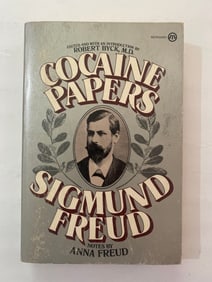 EDITED AND WITH AN INTRODUCTION BY
ROBERT BYCK, M.D.
COCAINE
PAPERS
SIGMUND
FREUD
NOTES BY
ANNA FREUD